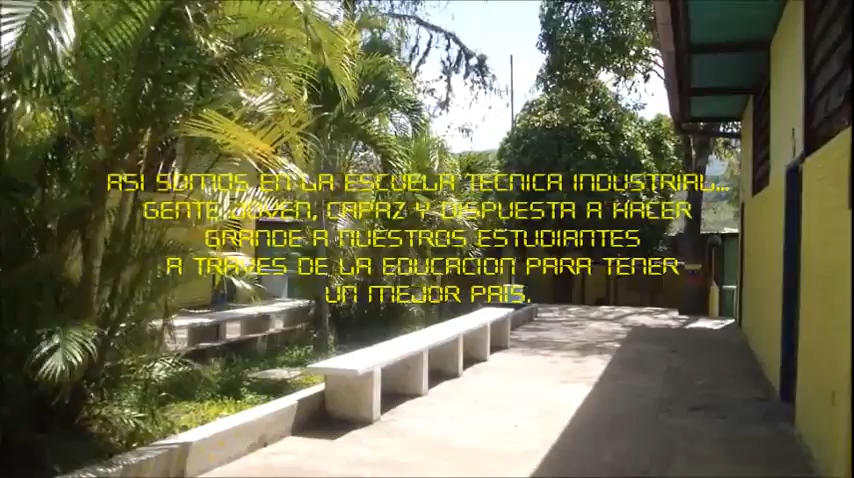 ASI SOMOS EN LA ESCUELA TECNICA INDUSTRIAL...
GENTE JOVEN, CAPAZ Y DISPUESTA A HACER
GRANDE A NUESTROS ESTUDIANTES
A TRAVES DE LA EDUCACION PARA TENER
UN MEJOR PAIS.